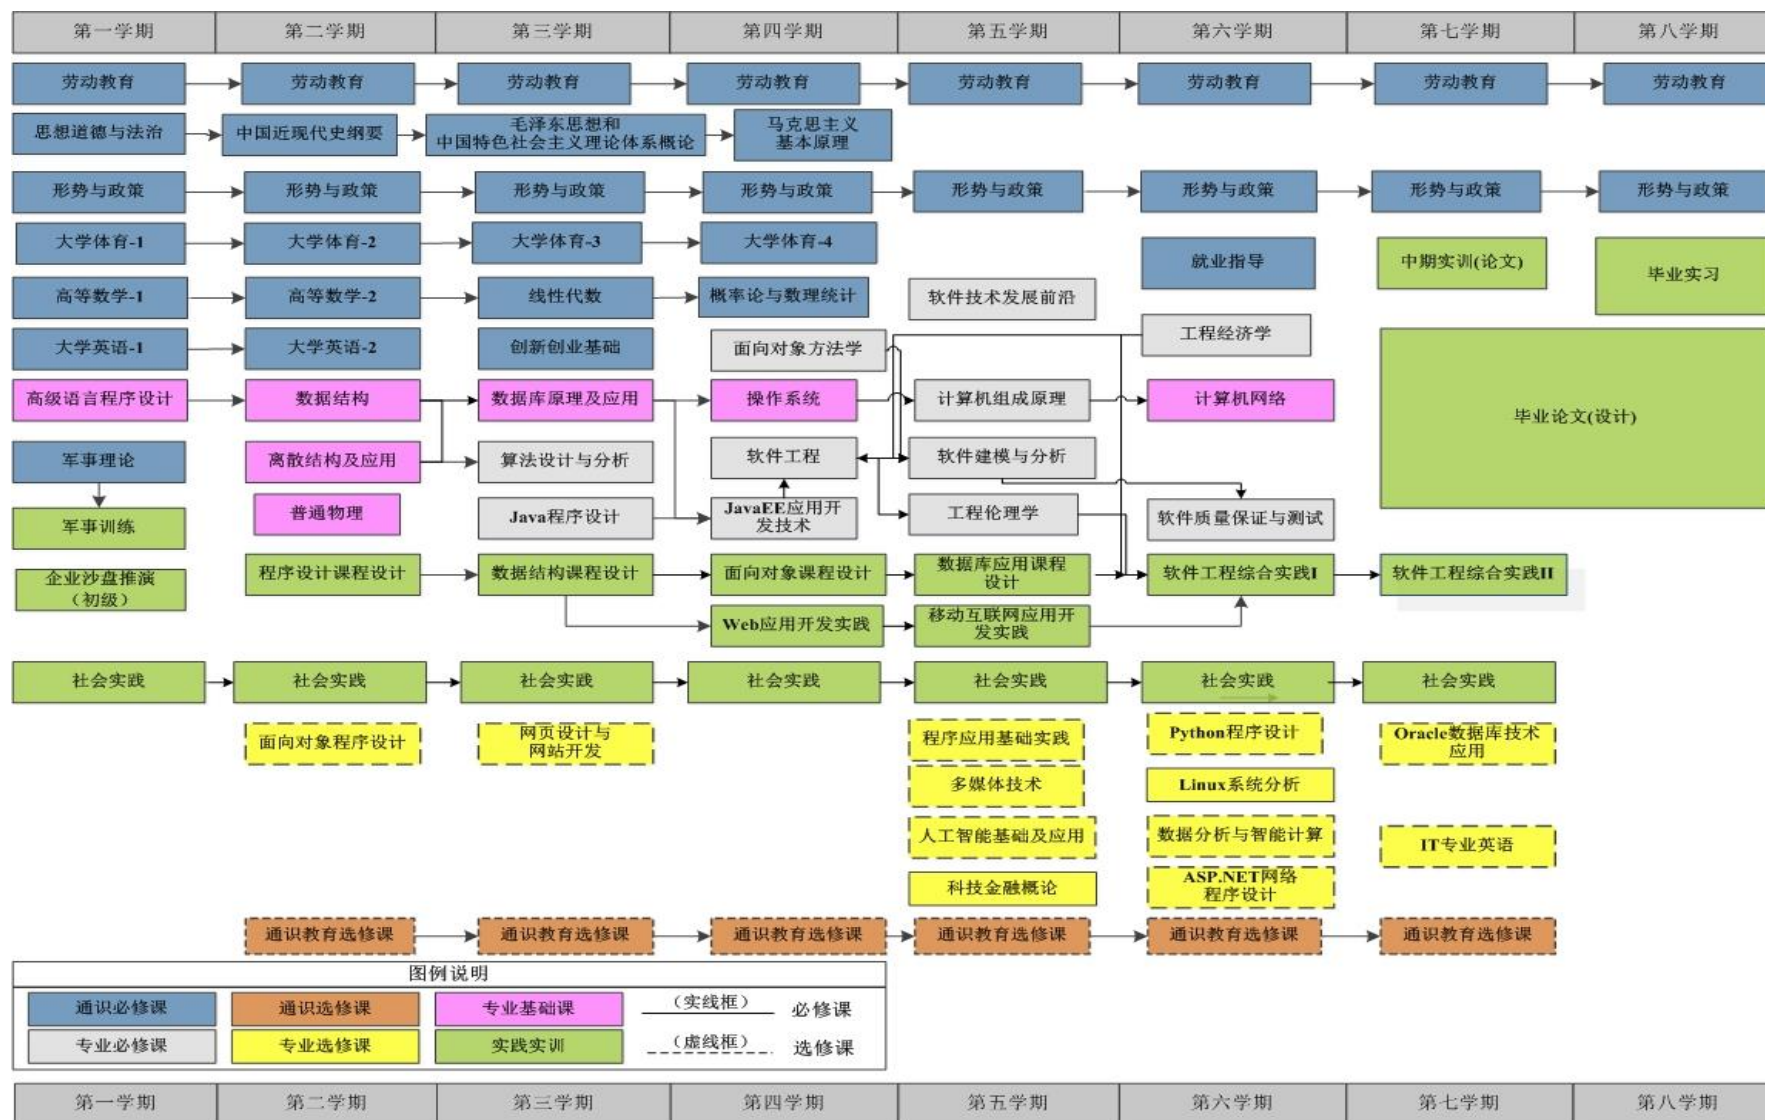 第一学期 第二学期 第三学期 第四学期 第五学期 第六学期 第七学期 第八学期
劳动教育 劳动教育 劳动教育 劳动教育 劳动教育 劳动教育 劳动教育 劳动教育
思想道德与法治 中国近现代史纲要 毛泽东思想和 马克思主义
中国特色社会主义理论体系概论 基本原理
形势与政策 形势与政策 形势与政策 形势与政策 形势与政策 形势与政策 形势与政策 形势与政策
大学体育-1 大学体育-2 大学体育-3 大学体育-4
就业指导 中期实训(论文) 毕业实习
高等数学-1 高等数学-2 线性代数 概率论与数理统计 软件技术发展前沿
工程经济学
大学英语-1 大学英语-2 创新创业基础 面向对象方法学
高级语言程序设计 数据结构 数据库原理及应用 操作系统 计算机组成原理 计算机网络
毕业论文(设计)
军事理论 离散结构及应用 算法设计与分析 软件工程 软件建模与分析
普通物理 Java程序设计 JavaEE应用开
发技术 工程伦理学 软件质量保证与测试
军事训练
企业沙盘推演
（初级） 程序设计课程设计 数据结构课程设计 面向对象课程设计 数据库应用课程
设计 软件工程综合实践I 软件工程综合实践II
Web应用开发实践 移动互联网应用开
发实践
社会实践 社会实践 社会实践 社会实践 社会实践 社会实践 社会实践
面向对象程序设计 网页设计与
网站开发 程序应用基础实践 Python程序设计 Oracle数据库技术
应用
多媒体技术 Linux系统分析
人工智能基础及应用 数据分析与智能计算 IT专业英语
科技金融概论 ASP.NET网络
程序设计
通识教育选修课 通识教育选修课 通识教育选修课 通识教育选修课 通识教育选修课 通识教育选修课
图例说明
通识必修课 通识选修课 专业基础课 （实线框） 必修课
专业必修课 专业选修课 实践实训 （虚线框） 选修课
第一学期 第二学期 第三学期 第四学期 第五学期 第六学期 第七学期 第八学期